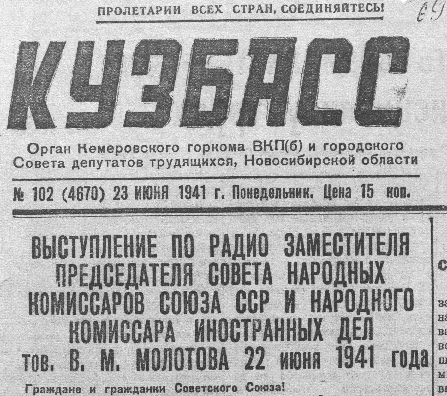 ПРОЛЕТАРИИ ВСЕХ СТРАН, СОЕДИНЯЙТЕСЬ!
КУЗБАСС
Орган Кемеровского горкома ВКП(б) и городского
Совета депутатов трудящихся, Новосибирской области
№ 102 (4670) 23 ИЮНЯ 1941 г. Понедельник. Цена 15 коп.
ВЫСТУПЛЕНИЕ ПО РАДИО ЗАМЕСТИТЕЛЯ
ПРЕДСЕДАТЕЛЯ СОВЕТА НАРОДНЫХ
КОМИССАРОВ СОЮЗА ССР И НАРОДНОГО
КОМИССАРА ИНОСТРАННЫХ ДЕЛ
тов. В. М. МОЛОТОВА 22 июня 1941 года
Граждане и гражданки Советского Союза!